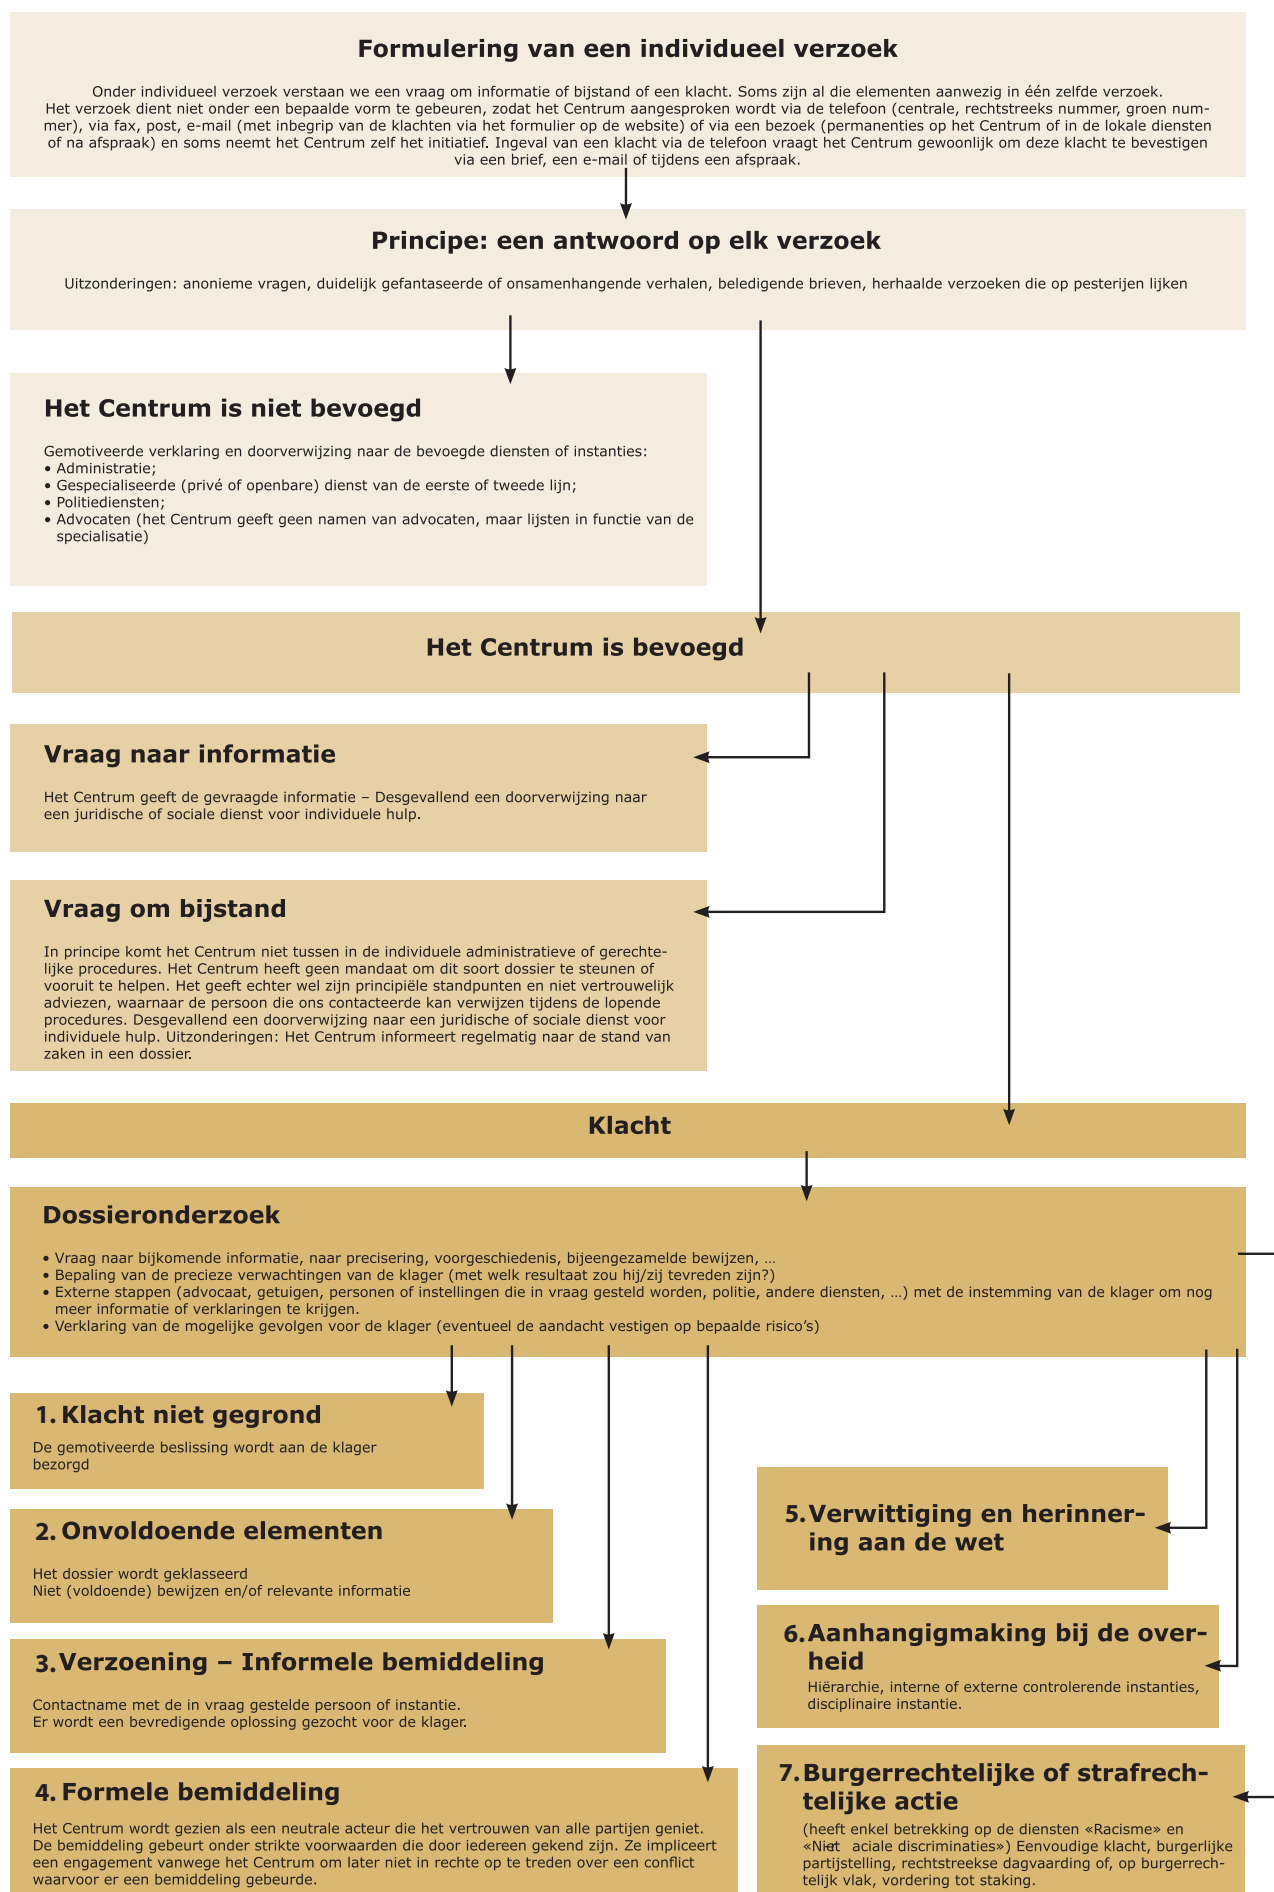 Formulering van een individueel verzoek
Onder individueel verzoek verstaan we een vraag om informatie of bijstand of een klacht. Soms zijn al die elementen aanwezig in één zelfde verzoek.
Het verzoek dient niet onder een bepaalde vorm te gebeuren, zodat het Centrum aangesproken wordt via de telefoon (centrale, rechtstreeks nummer, groen num-
mer), via fax, post, e-mail (met inbegrip van de klachten via het formulier op de website) of via een bezoek (permanenties op het Centrum of in de lokale diensten
of na afspraak) en soms neemt het Centrum zelf het initiatief. Ingeval van een klacht via de telefoon vraagt het Centrum gewoonlijk om deze klacht te bevestigen
via een brief, een e-mail of tijdens een afspraak.
Principe: een antwoord op elk verzoek
Uitzonderingen: anonieme vragen, duidelijk gefantaseerde of onsamenhangende verhalen, beledigende brieven, herhaalde verzoeken die op pesterijen lijken
Het Centrum is niet bevoegd
Gemotiveerde verklaring en doorverwijzing naar de bevoegde diensten of instanties:
• Administratie;
• Gespecialiseerde (privé of openbare) dienst van de eerste of tweede lijn;
• Politiediensten;
• Advocaten (het Centrum geeft geen namen van advocaten, maar lijsten in functie van de
specialisatie)
Het Centrum is bevoegd
Vraag naar informatie
Het Centrum geeft de gevraagde informatie – Desgevallend een doorverwijzing naar
een juridische of sociale dienst voor individuele hulp.
Vraag om bijstand
In principe komt het Centrum niet tussen in de individuele administratieve of gerechte-
lijke procedures. Het Centrum heeft geen mandaat om dit soort dossier te steunen of
vooruit te helpen. Het geeft echter wel zijn principiële standpunten en niet vertrouwelijk
adviezen, waarnaar de persoon die ons contacteerde kan verwijzen tijdens de lopende
procedures. Desgevallend een doorverwijzing naar een juridische of sociale dienst voor
individuele hulp. Uitzonderingen: Het Centrum informeert regelmatig naar de stand van
zaken in een dossier.
Klacht
Dossieronderzoek
• Vraag naar bijkomende informatie, naar precisering, voorgeschiedenis, bijeengezamelde bewijzen, …
• Bepaling van de precieze verwachtingen van de klager (met welk resultaat zou hij/zij tevreden zijn?)
• Externe stappen (advocaat, getuigen, personen of instellingen die in vraag gesteld worden, politie, andere diensten, …) met de instemming van de klager om nog
meer informatie of verklaringen te krijgen.
• Verklaring van de mogelijke gevolgen voor de klager (eventueel de aandacht vestigen op bepaalde risico’s)
1. Klacht niet gegrond
De gemotiveerde beslissing wordt aan de klager
bezorgd
2. Onvoldoende elementen
Het dossier wordt geklasseerd
Niet (voldoende) bewijzen en/of relevante informatie
3. Verzoening – Informele bemiddeling
Contactname met de in vraag gestelde persoon of instantie.
Er wordt een bevredigende oplossing gezocht voor de klager.
4. Formele bemiddeling
Het Centrum wordt gezien als een neutrale acteur die het vertrouwen van alle partijen geniet.
De bemiddeling gebeurt onder strikte voorwaarden die door iedereen gekend zijn. Ze impliceert
een engagement vanwege het Centrum om later niet in rechte op te treden over een conflict
waarvoor er een bemiddeling gebeurde.
5. Verwittiging en herinner-
ing aan de wet
6. Aanhangigmaking bij de over-
heid
Hiërarchie, interne of externe controlerende instanties,
disciplinaire instantie.
7. Burgerrechtelijke of strafrech-
telijke actie
(heeft enkel betrekking op de diensten «Racisme» en
aciale discriminaties») Eenvoudige klacht, burgerlijke
partijstelling, rechtstreekse dagvaarding of, op burgerrech-
telijk vlak, vordering tot staking.